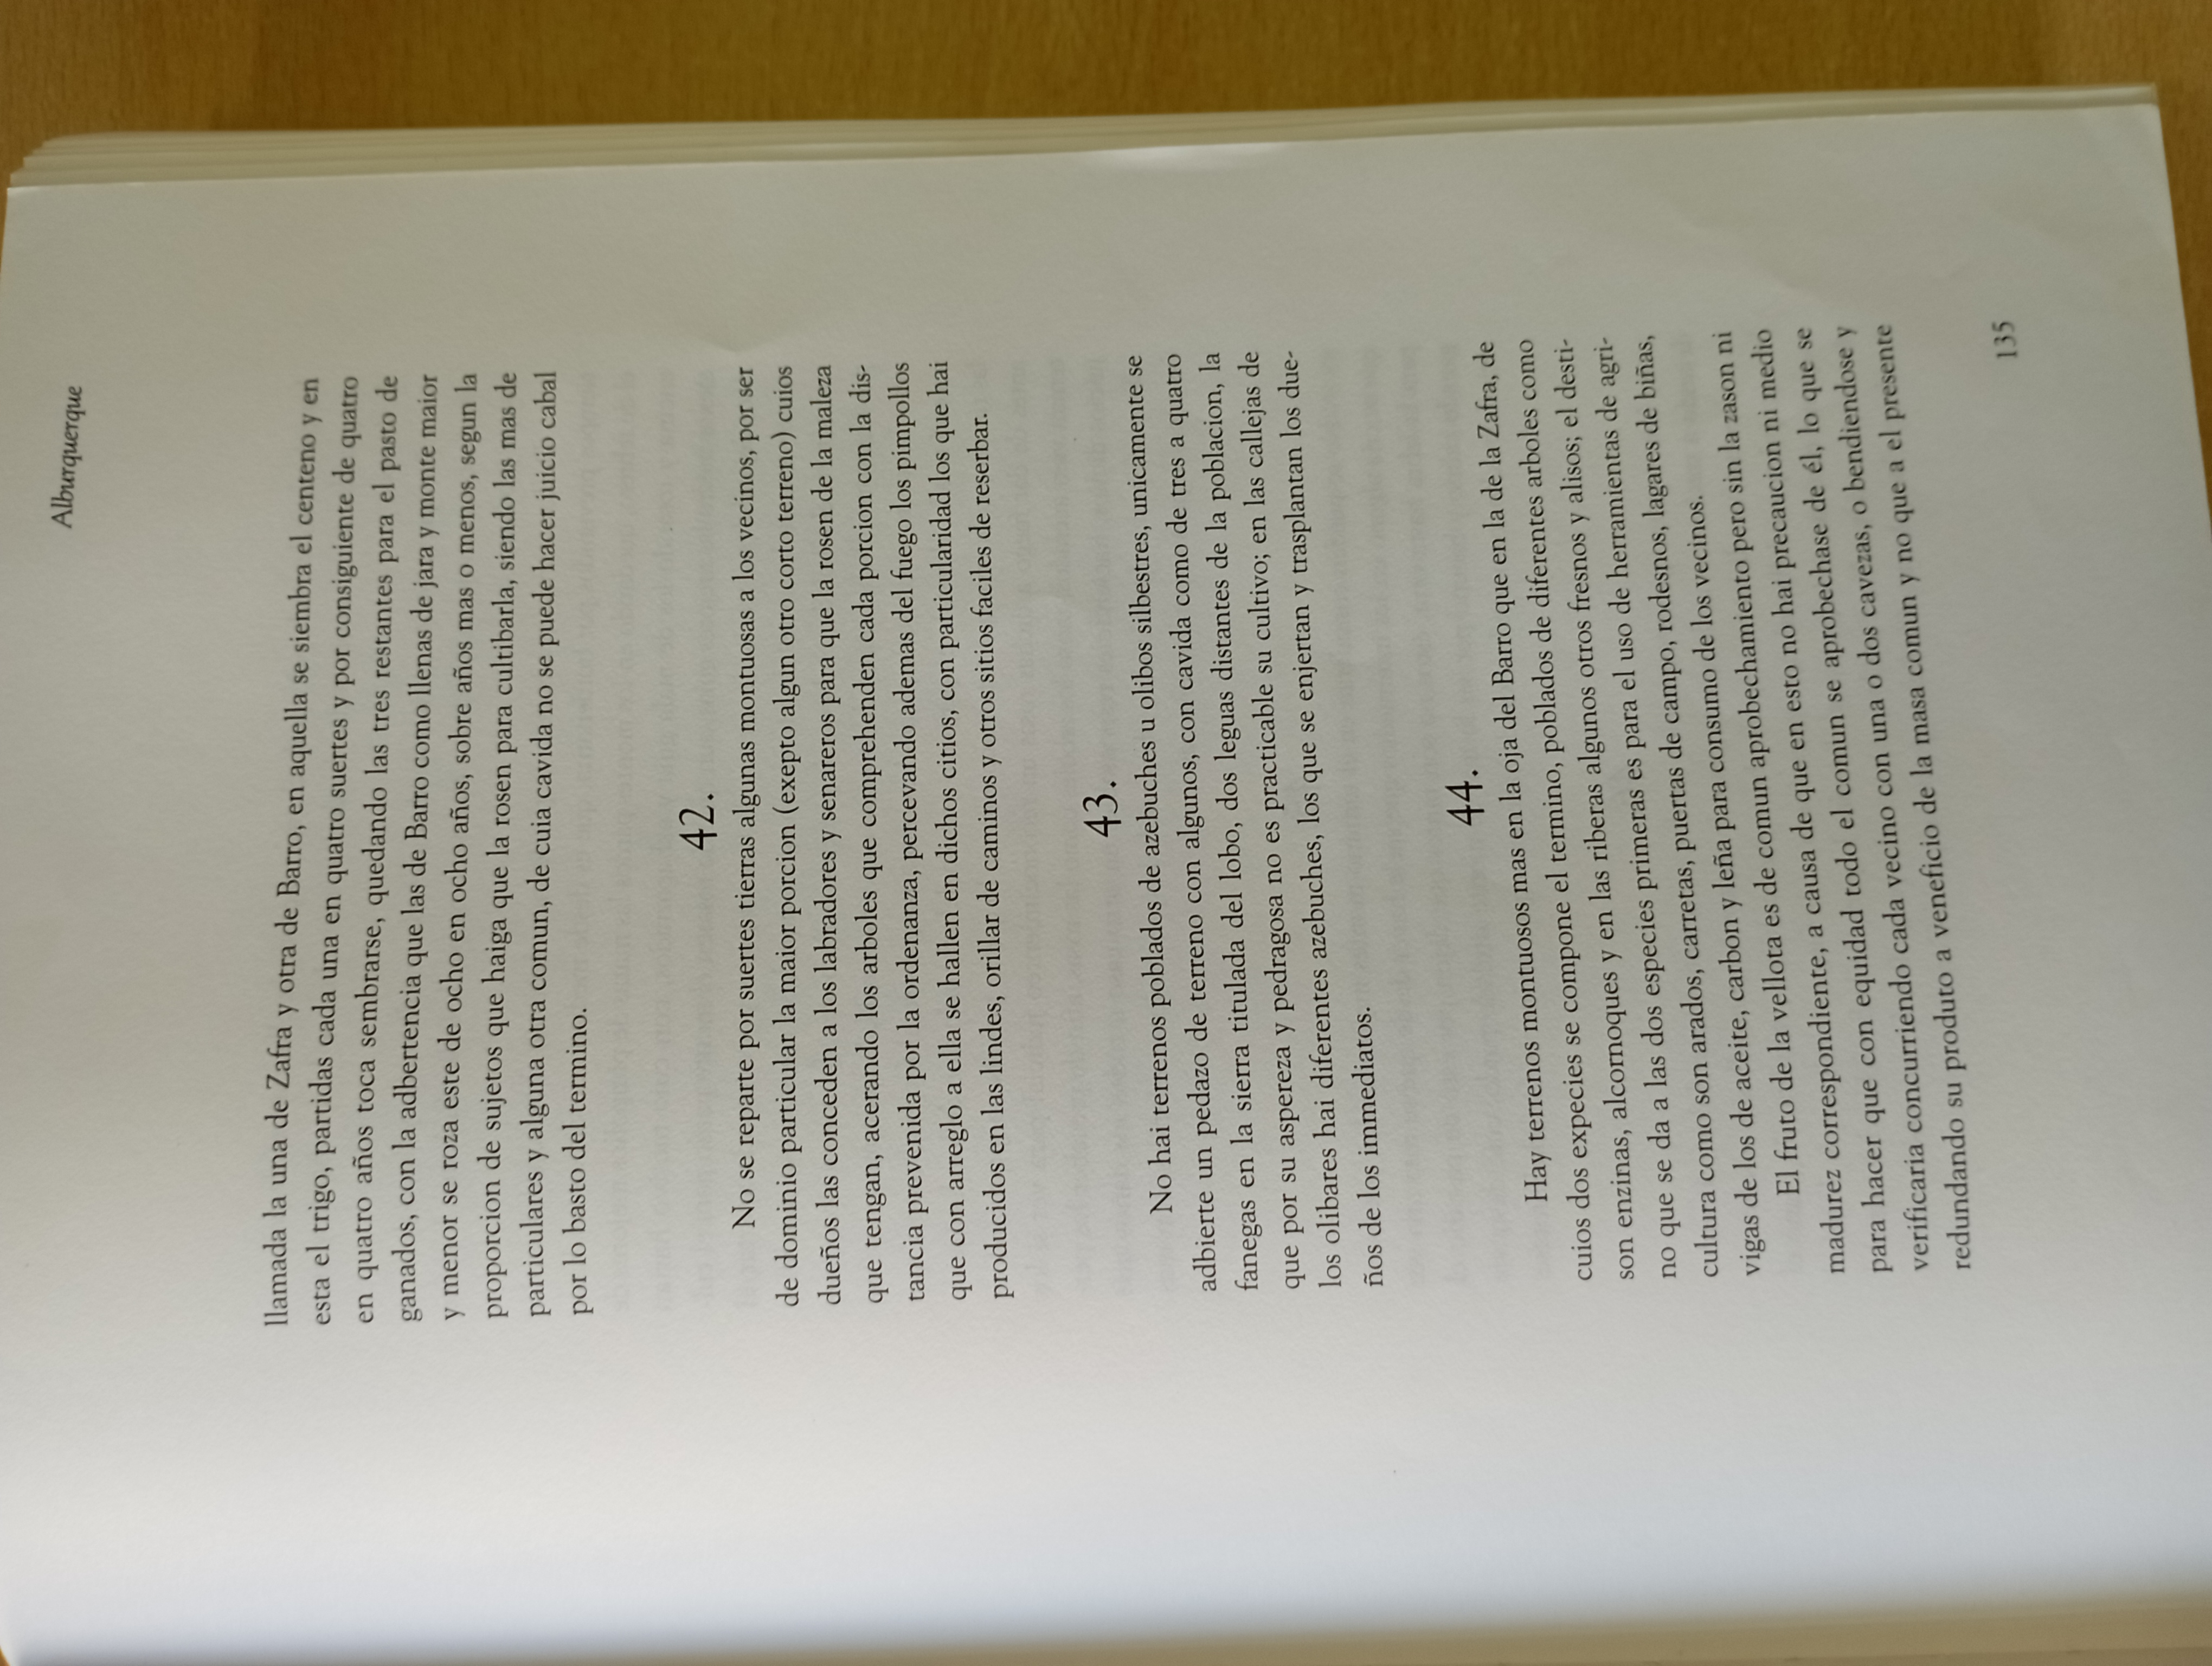 Alburquerque
llamada la una de Zafra y otra de Barro, en aquella se siembra el centeno y en
esta el trigo, partidas cada una en quatro suertes y por consiguiente de quatro
en quatro años toca sembrarse, quedando las tres restantes para el pasto de
ganados, con la adbertencia que las de Barro como llenas de jara y monte maior
y menor se roza este de ocho en ocho años, sobre años mas o menos, segun la
proporcion de sujetos que haiga que la rosen para cultibarla, siendo las mas de
particulares y alguna otra comun, de cuia cavida no se puede hacer juicio cabal
por lo basto del termino.
42.
No se reparte por suertes tierras algunas montuosas a los vecinos, por ser
de dominio particular la maior porcion (exepto algun otro corto terreno) cuios
dueños las conceden a los labradores y senareros para que la rosen de la maleza
que tengan, acerando los arboles que comprehenden cada porcion con la dis-
tancia prevenida por la ordenanza, percevando ademas del fuego los pimpollos
que con arreglo a ella se hallen en dichos citios, con particularidad los que hai
producidos en las lindes, orillar de caminos y otros sitios faciles de reserbar.
43.
No hai terrenos poblados de azebuches u olibos silbestres, unicamente se
adbierte un pedazo de terreno con algunos, con cavida como de tres a quatro
fanegas en la sierra titulada del lobo, dos leguas distantes de la poblacion, la
que por su aspereza y pedragosa no es practicable su cultivo; en las callejas de
los olibares hai diferentes azebuches, los que se enjertan y trasplantan los due-
ños de los immediatos.
44.
Hay terrenos montuosos mas en la oja del Barro que en la de la Zafra, de
cuios dos expecies se compone el termino, poblados de diferentes arboles como
son enzinas, alcornoques y en las riberas algunos otros fresnos y alisos; el desti-
no que se da a las dos especies primeras es para el uso de herramientas de agri-
cultura como son arados, carretas, puertas de campo, rodesnos, lagares de biñas,
vigas de los de aceite, carbon y leña para consumo de los vecinos.
El fruto de la vellota es de comun aprobechamiento pero sin la zason ni
madurez correspondiente, a causa de que en esto no hai precaucion ni medio
para hacer que con equidad todo el comun se aprobechase de él, lo que se
verificaria concurriendo cada vecino con una o dos cavezas, o bendiendose y
redundando su produto a veneficio de la masa comun y no que a el presente
135